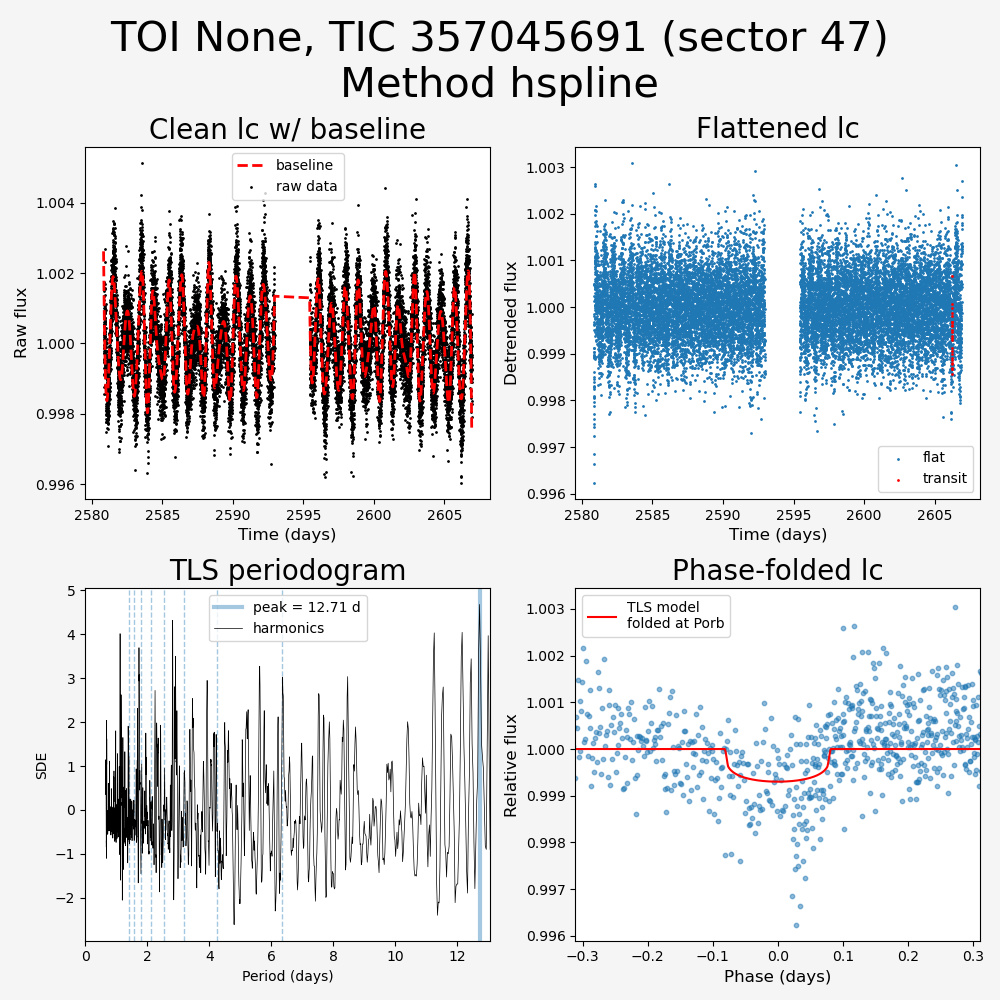 TOI None, TIC 357045691 (sector 47)
Method hspline
Clean lc w/ baseline
baseline
raw data
1.004
1.002
1.000
0.998
0.996
Raw flux
2580
2585
2590
2595
2600
2605
Time (days)
Flattened lc
1.003
1.002
1.001
1.000
0.999
0.998
0.997
0.996
Detrended flux
flat
transit
2580
2585
2590
2595
2600
2605
Time (days)
TLS periodogram
peak = 12.71 d
harmonics
5
4
3
2
1
0
−1
−2
SDE
0
2
4
6
8
10
12
Period (days)
Phase-folded lc
TLS model
folded at Porb
1.003
1.002
1.001
1.000
0.999
0.998
0.997
0.996
Relative flux
−0.3
−0.2
−0.1
0.0
0.1
0.2
0.3
Phase (days)